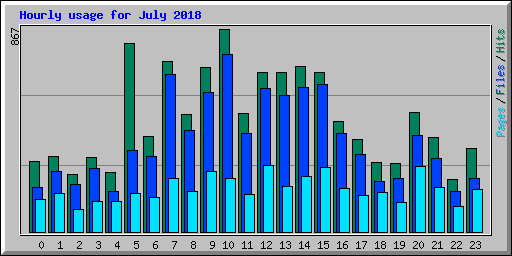 Hourly usage for July 2018
867
Pages / Files / Hits
0 1 2 3 4 5 6 7 8 9 10 11 12 13 14 15 16 17 18 19 20 21 22 23